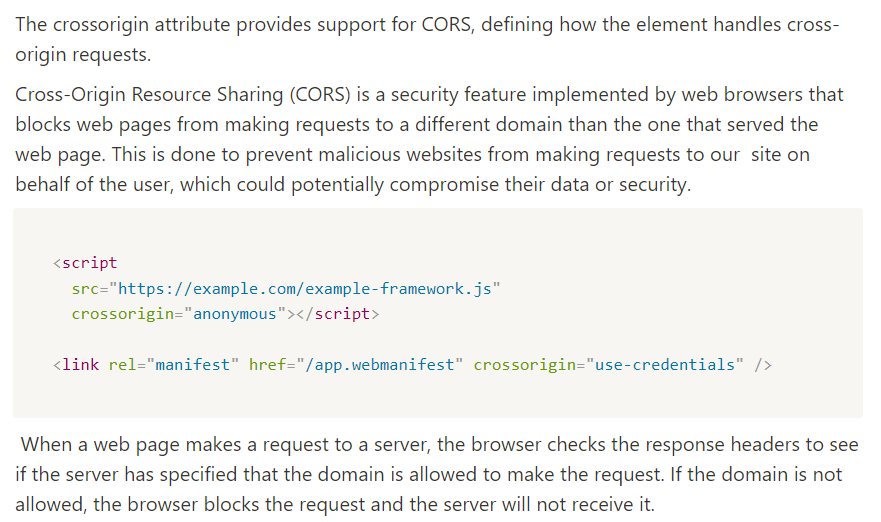 The crossorigin attribute provides support for CORS, defining how the element handles cross-
origin requests.
Cross-Origin Resource Sharing (CORS) is a security feature implemented by web browsers that
blocks web pages from making requests to a different domain than the one that served the
web page. This is done to prevent malicious websites from making requests to our  site on
behalf of the user, which could potentially compromise their data or security.
<script
  src="https://example.com/example-framework.js"
  crossorigin="anonymous"></script>
<link rel="manifest" href="/app.webmanifest" crossorigin="use-credentials" />
When a web page makes a request to a server, the browser checks the response headers to see
if the server has specified that the domain is allowed to make the request. If the domain is not
allowed, the browser blocks the request and the server will not receive it.